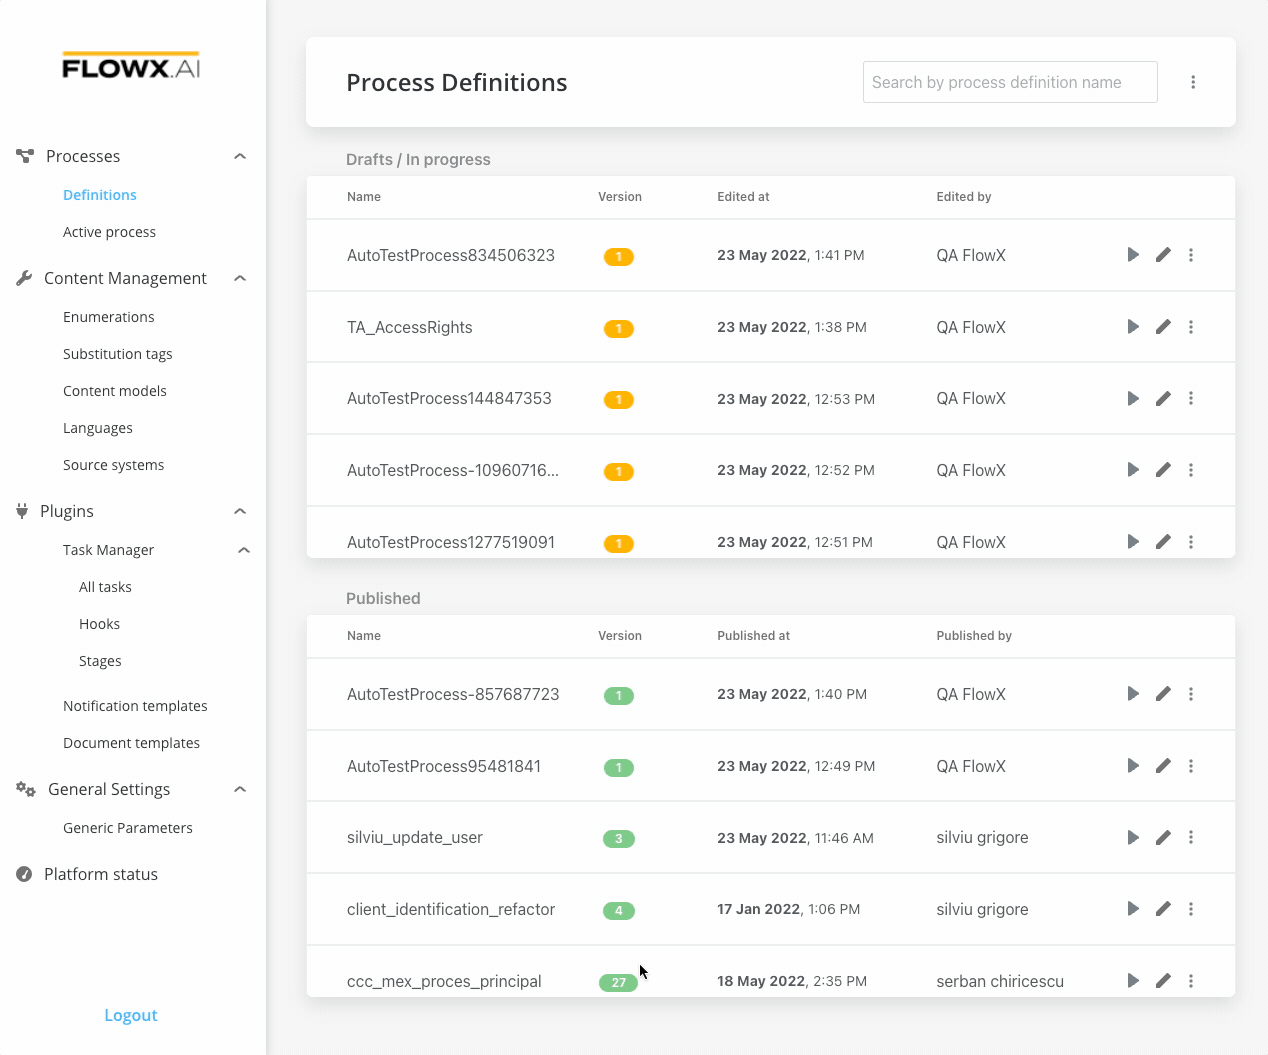 FLOWX.AI
Processes
Definitions
Active process
Content Management
Enumerations
Substitution tags
Content models
Languages
Source systems
Plugins
Task Manager
All tasks
Hooks
Stages
Notification templates
Document templates
General Settings
Generic Parameters
Platform status
Logout
Process Definitions
Search by process definition name
Drafts / In progress
Name Version Edited at Edited by
AutoTestProcess834506323 1 23 May 2022, 1:41 PM QA FlowX
TA_AccessRights 1 23 May 2022, 1:38 PM QA FlowX
AutoTestProcess144847353 1 23 May 2022, 12:53 PM QA FlowX
AutoTestProcess-10960716... 1 23 May 2022, 12:52 PM QA FlowX
AutoTestProcess1277519091 1 23 May 2022, 12:51 PM QA FlowX
Published
Name Version Published at Published by
AutoTestProcess-857687723 1 23 May 2022, 1:40 PM QA FlowX
AutoTestProcess95481841 1 23 May 2022, 12:49 PM QA FlowX
silviu_update_user 3 23 May 2022, 11:46 AM silviu grigore
client_identification_refactor 4 17 Jan 2022, 1:06 PM silviu grigore
ccc_mex_proces_principal 27 18 May 2022, 2:35 PM serban chiricescu